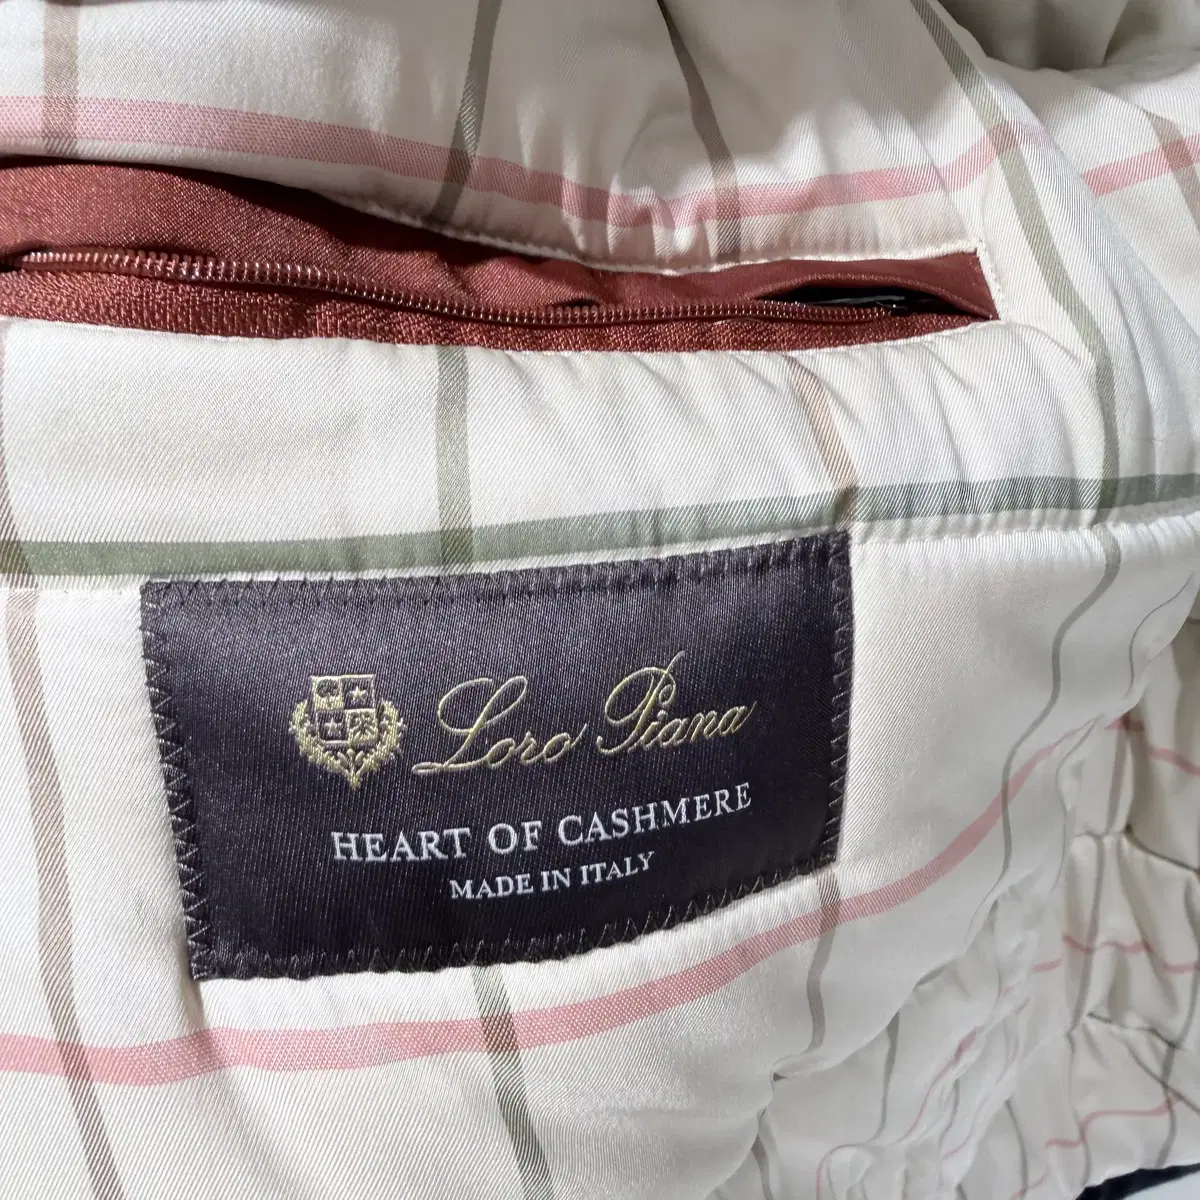 Loro Piana
HEART OF CASHMERE
MADE IN ITALY